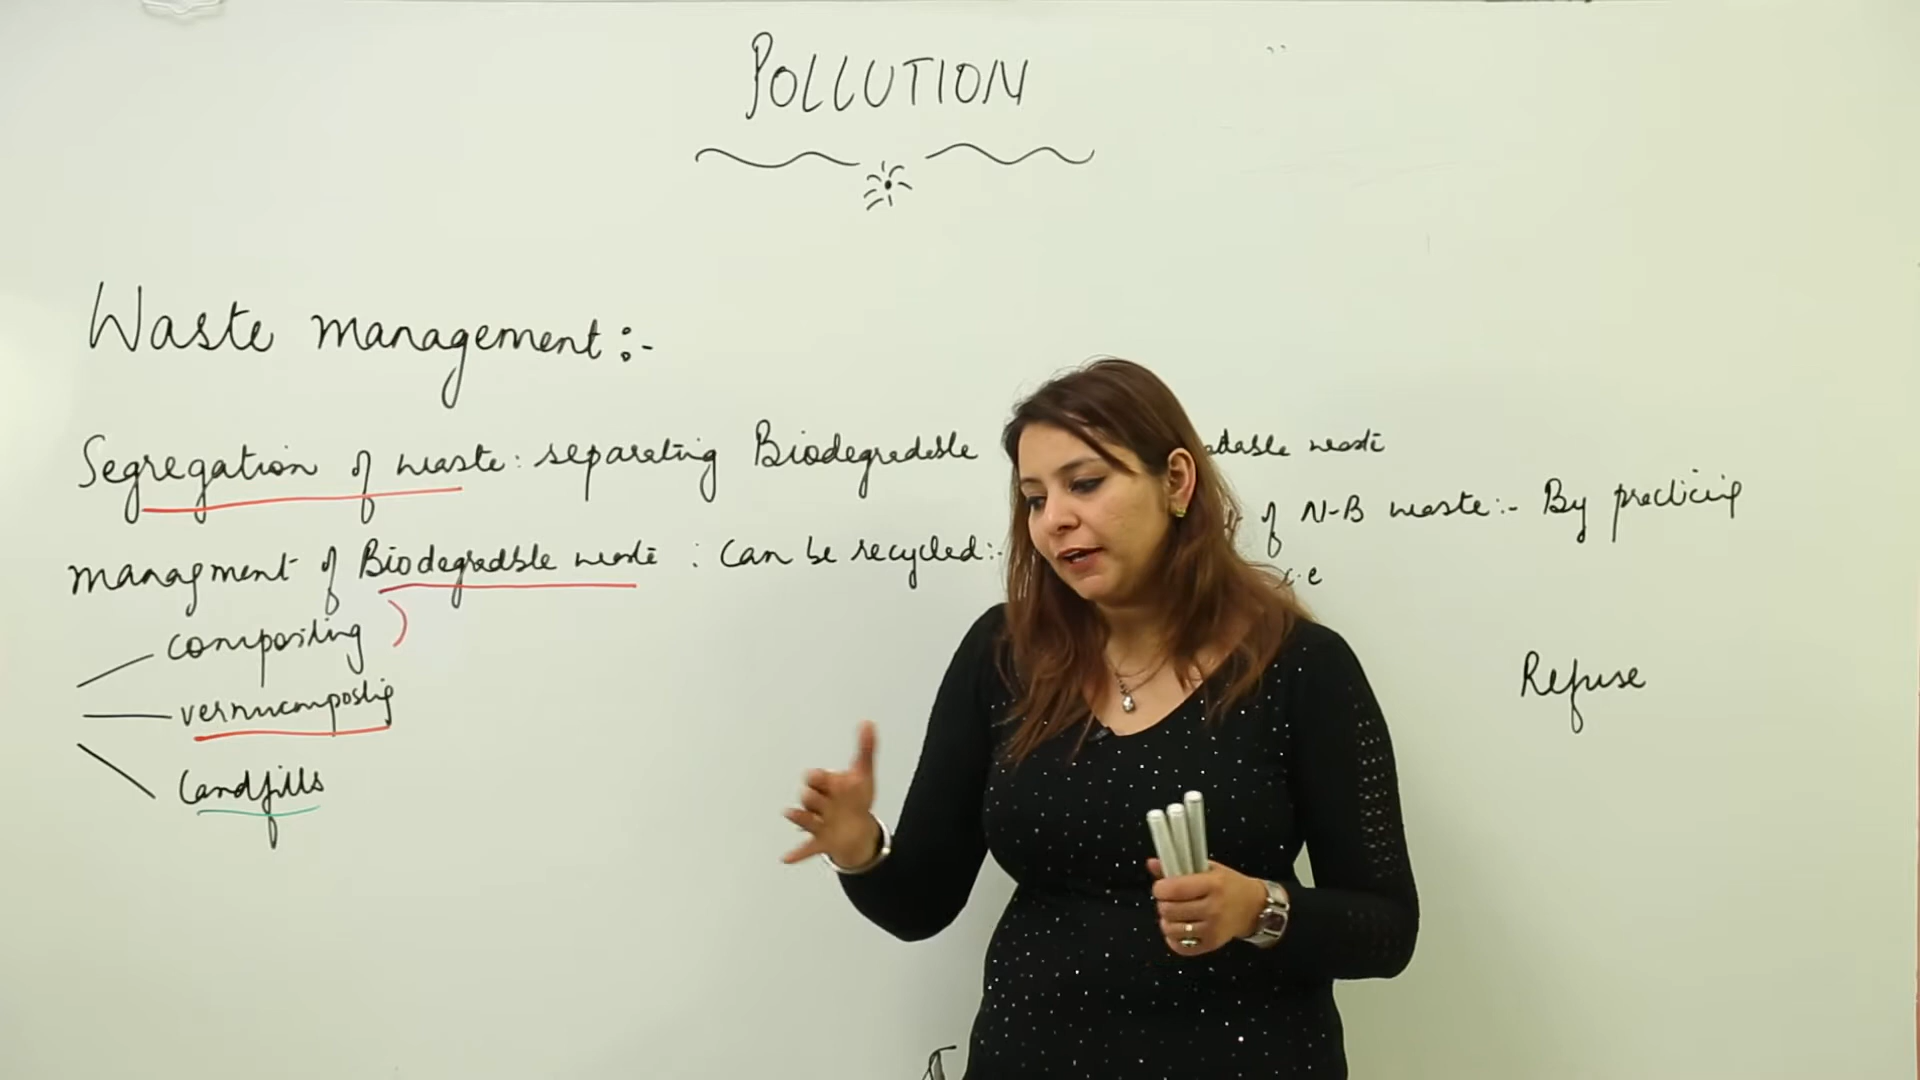 POLLUTION
Waste management:-
Segregation of waste: separating Biodegradable waste
managment of Biodegradble waste : can be recycled:-
of N-B waste:- By practicing
i.e
composting
vermicomposting
Landfills
Refuse